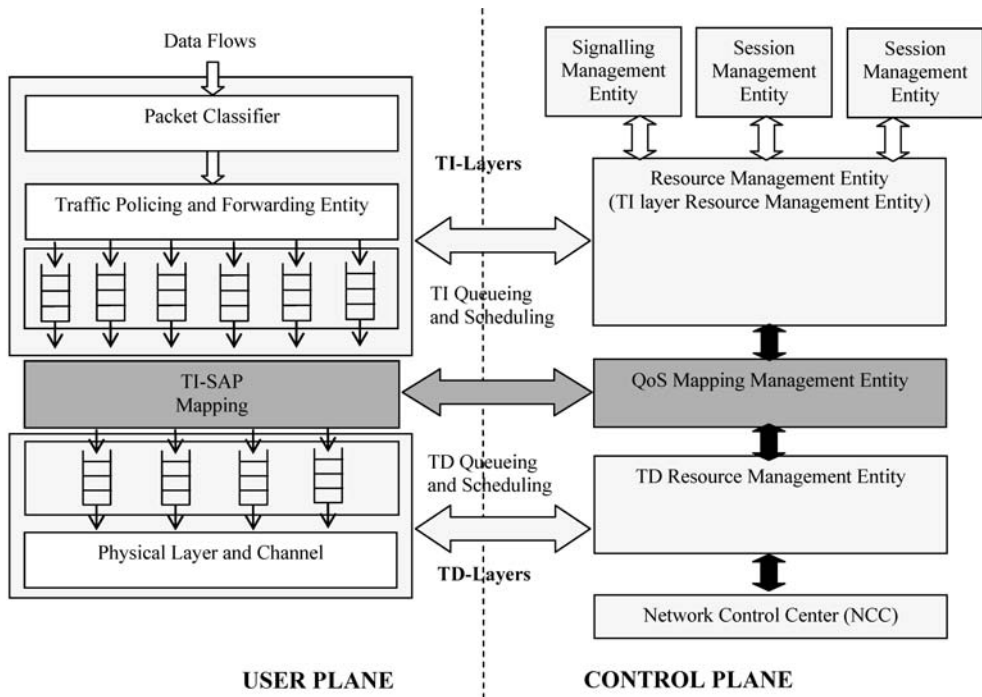 Data Flows
Packet Classifier
Traffic Policing and Forwarding Entity
TI-SAP
Mapping
Physical Layer and Channel
TI-Layers
TI Queueing
and Scheduling
TD Queueing
and Scheduling
TD-Layers
Signalling
Management
Entity
Session
Management
Entity
Session
Management
Entity
Resource Management Entity
(TI layer Resource Management Entity)
QoS Mapping Management Entity
TD Resource Management Entity
Network Control Center (NCC)
USER PLANE
CONTROL PLANE